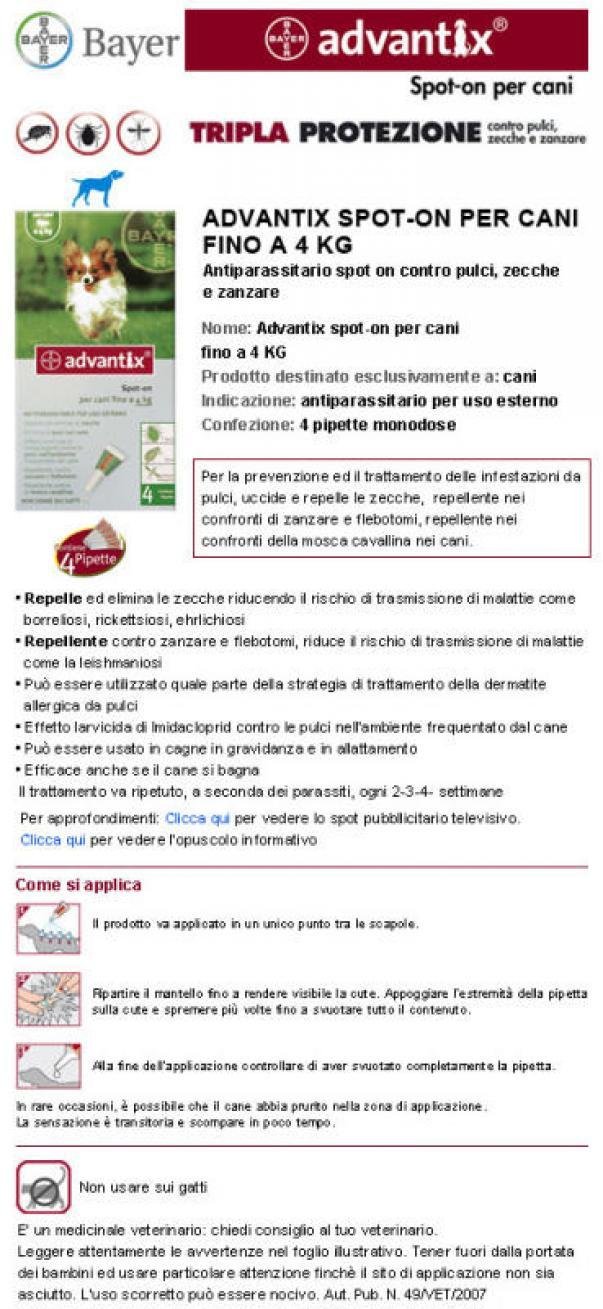 BAYER
BAYER
Bayer
BAYER
BAYER
advantix®
Spot-on per cani
TRIPLA PROTEZIONE contro pulci,
zecche e zanzare
ADVANTIX SPOT-ON PER CANI
FINO A 4 KG
Antiparassitario spot on contro pulci, zecche
e zanzare
Nome: Advantix spot-on per cani
fino a 4 KG
Prodotto destinato esclusivamente a: cani
Indicazione: antiparassitario per uso esterno
Confezione: 4 pipette monodose
BAYER
advantix®
Spot-on
per cani fino a 4 kg
4
4 Pipette
Per la prevenzione ed il trattamento delle infestazioni da
pulci, uccide e repelle le zecche, repellente nei
confronti di zanzare e flebotomi, repellente nei
confronti della mosca cavallina nei cani.
• Repelle ed elimina le zecche riducendo il rischio di trasmissione di malattie come
borreliosi, rickettsiosi, ehrlichiosi
• Repellente contro zanzare e flebotomi, riduce il rischio di trasmissione di malattie
come la leishmaniosi
• Può essere utilizzato quale parte della strategia di trattamento della dermatite
allergica da pulci
• Effetto larvicida di Imidacloprid contro le pulci nell'ambiente frequentato dal cane
• Può essere usato in cagne in gravidanza e in allattamento
• Efficace anche se il cane si bagna
Il trattamento va ripetuto, a seconda dei parassiti, ogni 2-3-4- settimane
Per approfondimenti: Clicca qui per vedere lo spot pubblicitario televisivo.
Clicca qui per vedere l'opuscolo informativo
Come si applica
Il prodotto va applicato in un unico punto tra le scapole.
Ripartire il mantello fino a rendere visibile la cute. Appoggiare l'estremità della pipetta
sulla cute e spremere più volte fino a svuotare tutto il contenuto.
Alla fine dell'applicazione controllare di aver svuotato completamente la pipetta.
In rare occasioni, è possibile che il cane abbia prurito nella zona di applicazione.
La sensazione è transitoria e scompare in poco tempo.
Non usare sui gatti
E' un medicinale veterinario: chiedi consiglio al tuo veterinario.
Leggere attentamente le avvertenze nel foglio illustrativo. Tener fuori dalla portata
dei bambini ed usare particolare attenzione finchè il sito di applicazione non sia
asciutto. L'uso scorretto può essere nocivo. Aut. Pub. N. 49/VET/2007